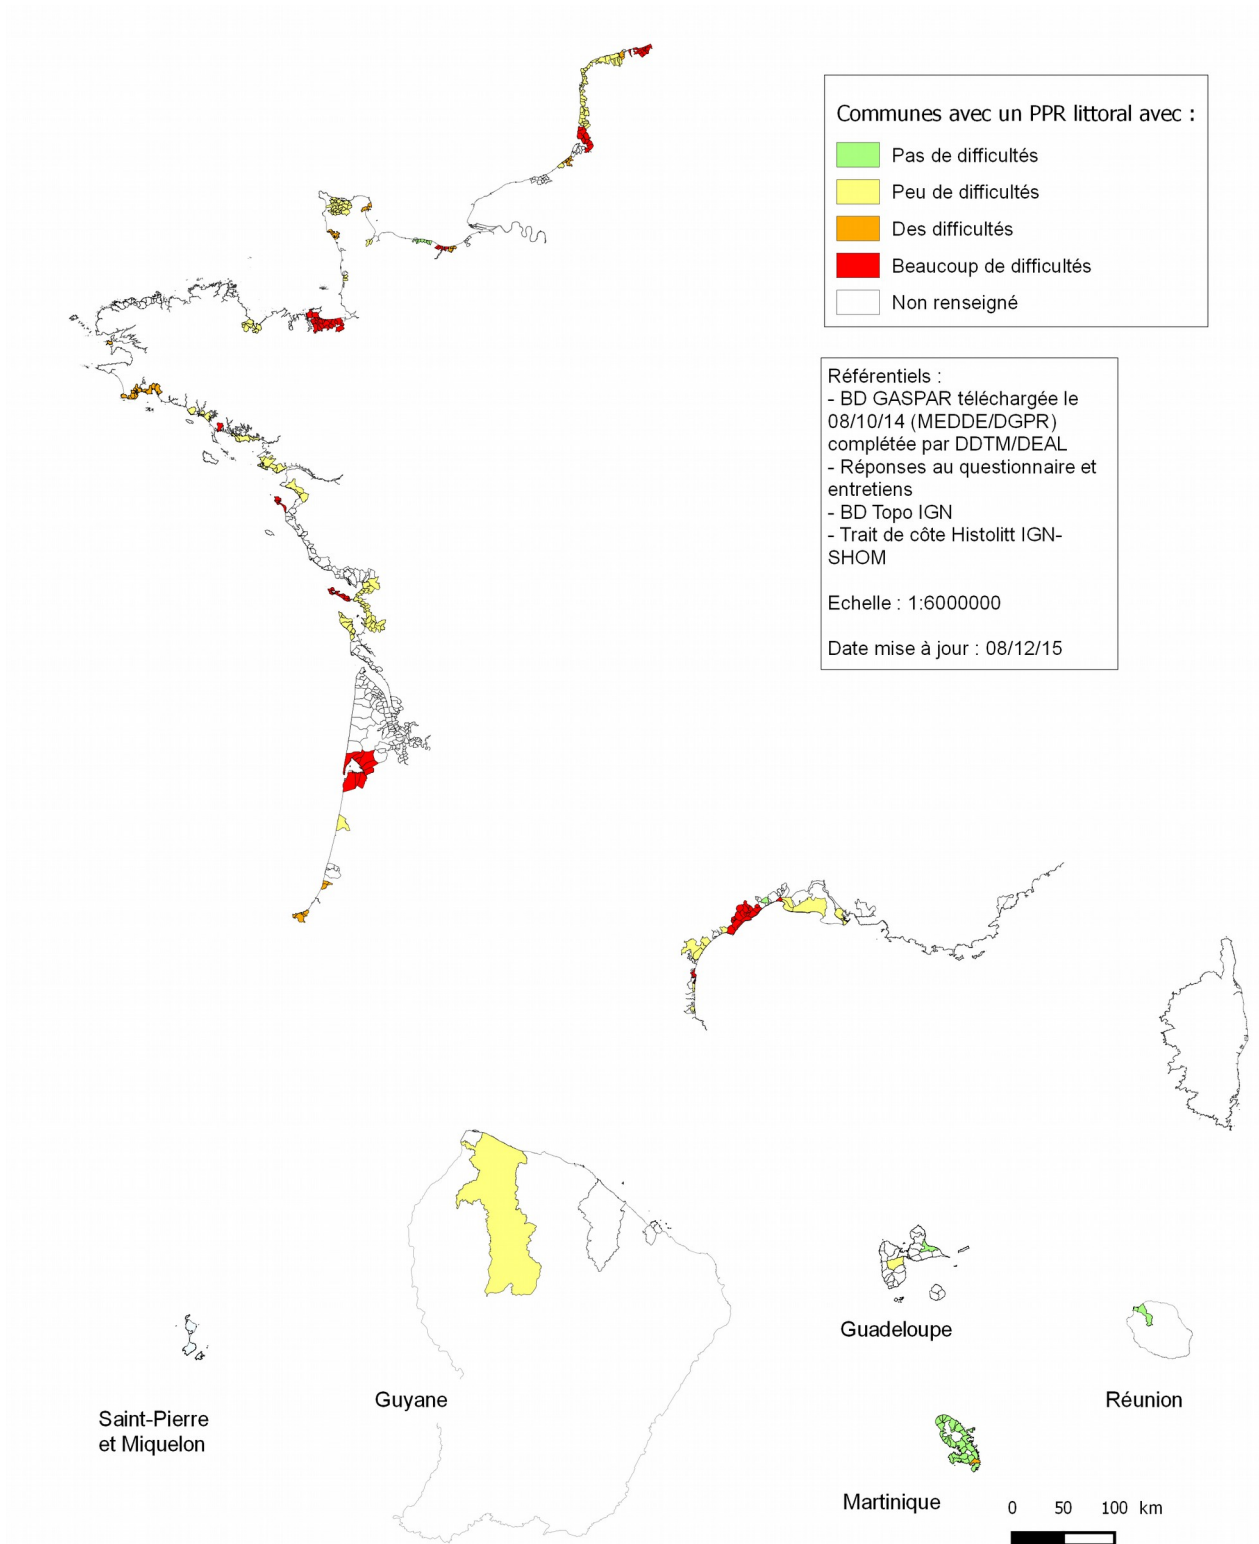 Communes avec un PPR littoral avec :
Pas de difficultés
Peu de difficultés
Des difficultés
Beaucoup de difficultés
Non renseigné
Référentiels :
- BD GASPAR téléchargée le
08/10/14 (MEDDE/DGPR)
complétée par DDTM/DEAL
- Réponses au questionnaire et
entretiens
- BD Topo IGN
- Trait de côte Histolitt IGN-
SHOM
Echelle : 1:6000000
Date mise à jour : 08/12/15
Guadeloupe
Guyane
Réunion
Saint-Pierre
et Miquelon
Martinique
0 50 100 km